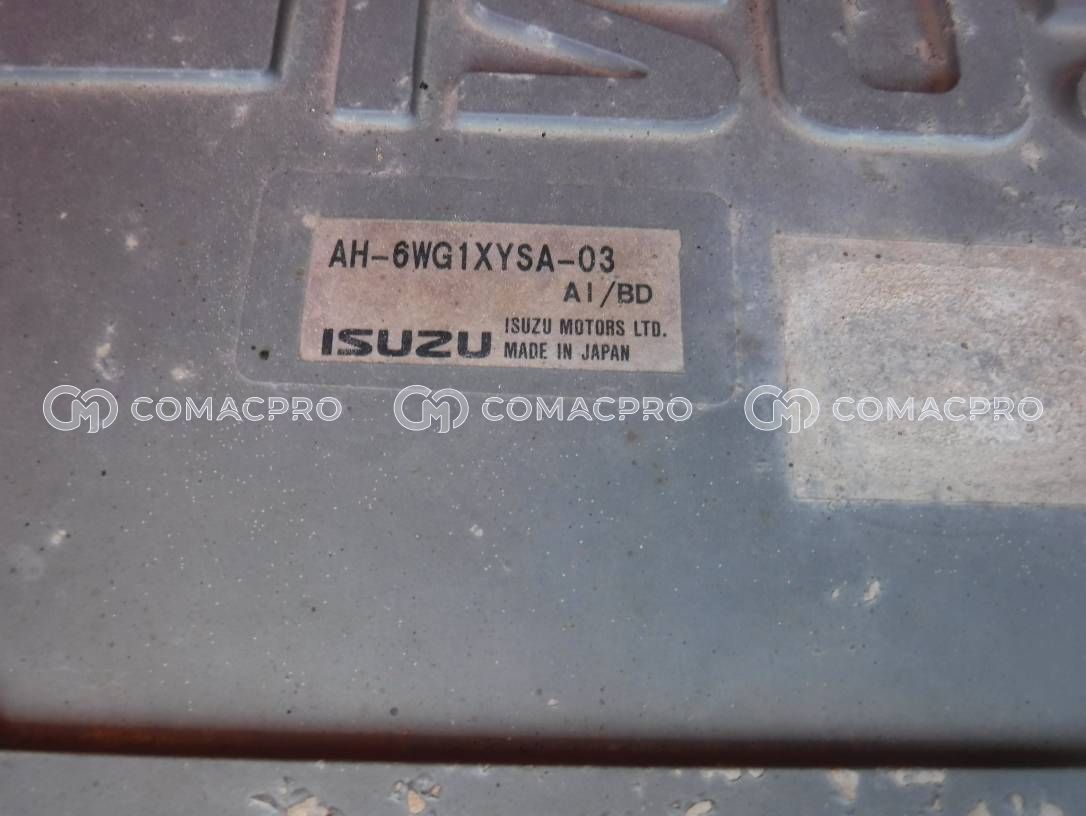 AH-6WG1XYSA-03
AI/BD
ISUZU ISUZU MOTORS LTD.
MADE IN JAPAN
COMACPRO COMACPRO COMACPRO